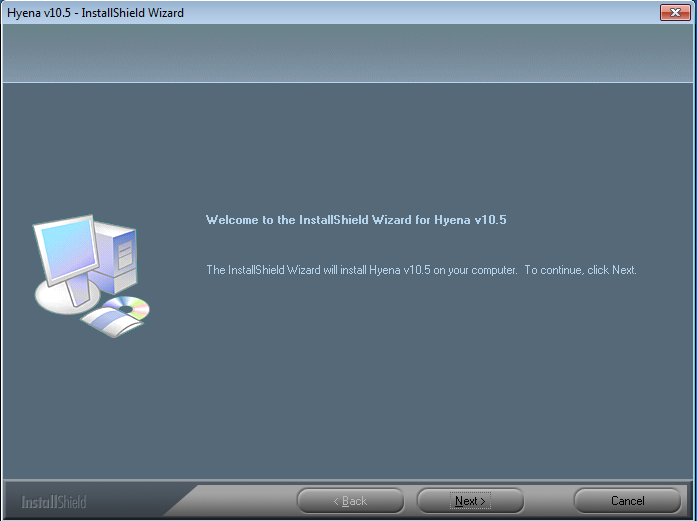 Hyena v10.5 - InstallShield Wizard
Welcome to the InstallShield Wizard for Hyena v10.5
The InstallShield Wizard will install Hyena v10.5 on your computer. To continue, click Next.
InstallShield
< Back
Next >
Cancel